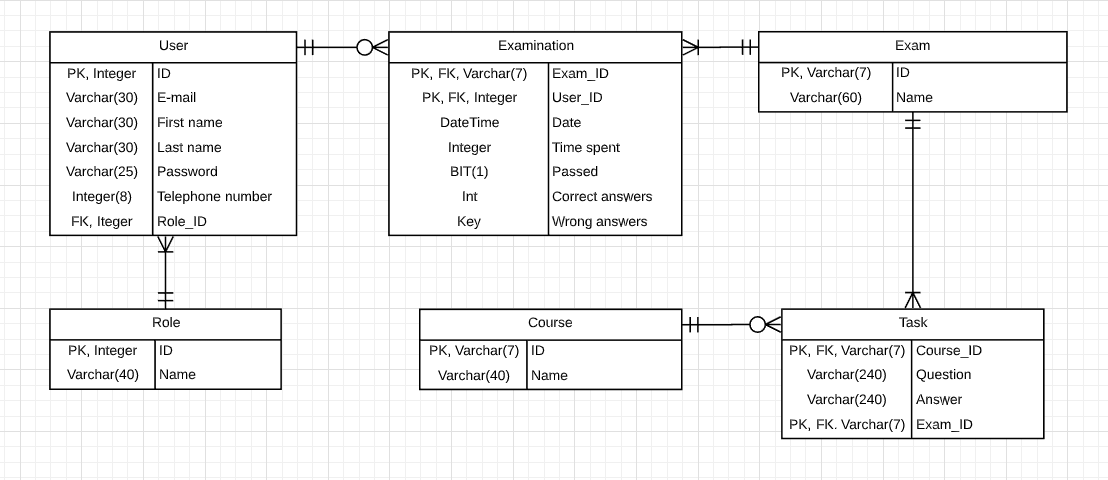 User
PK, Integer ID
Varchar(30) E-mail
Varchar(30) First name
Varchar(30) Last name
Varchar(25) Password
Integer(8) Telephone number
FK, Iteger Role_ID
Examination
PK, FK, Varchar(7) Exam_ID
PK, FK, Integer User_ID
DateTime Date
Integer Time spent
BIT(1) Passed
Int Correct answers
Key Wrong answers
Exam
PK, Varchar(7) ID
Varchar(60) Name
Role
PK, Integer ID
Varchar(40) Name
Course
PK, Varchar(7) ID
Varchar(40) Name
Task
PK, FK, Varchar(7) Course_ID
Varchar(240) Question
Varchar(240) Answer
PK, FK. Varchar(7) Exam_ID